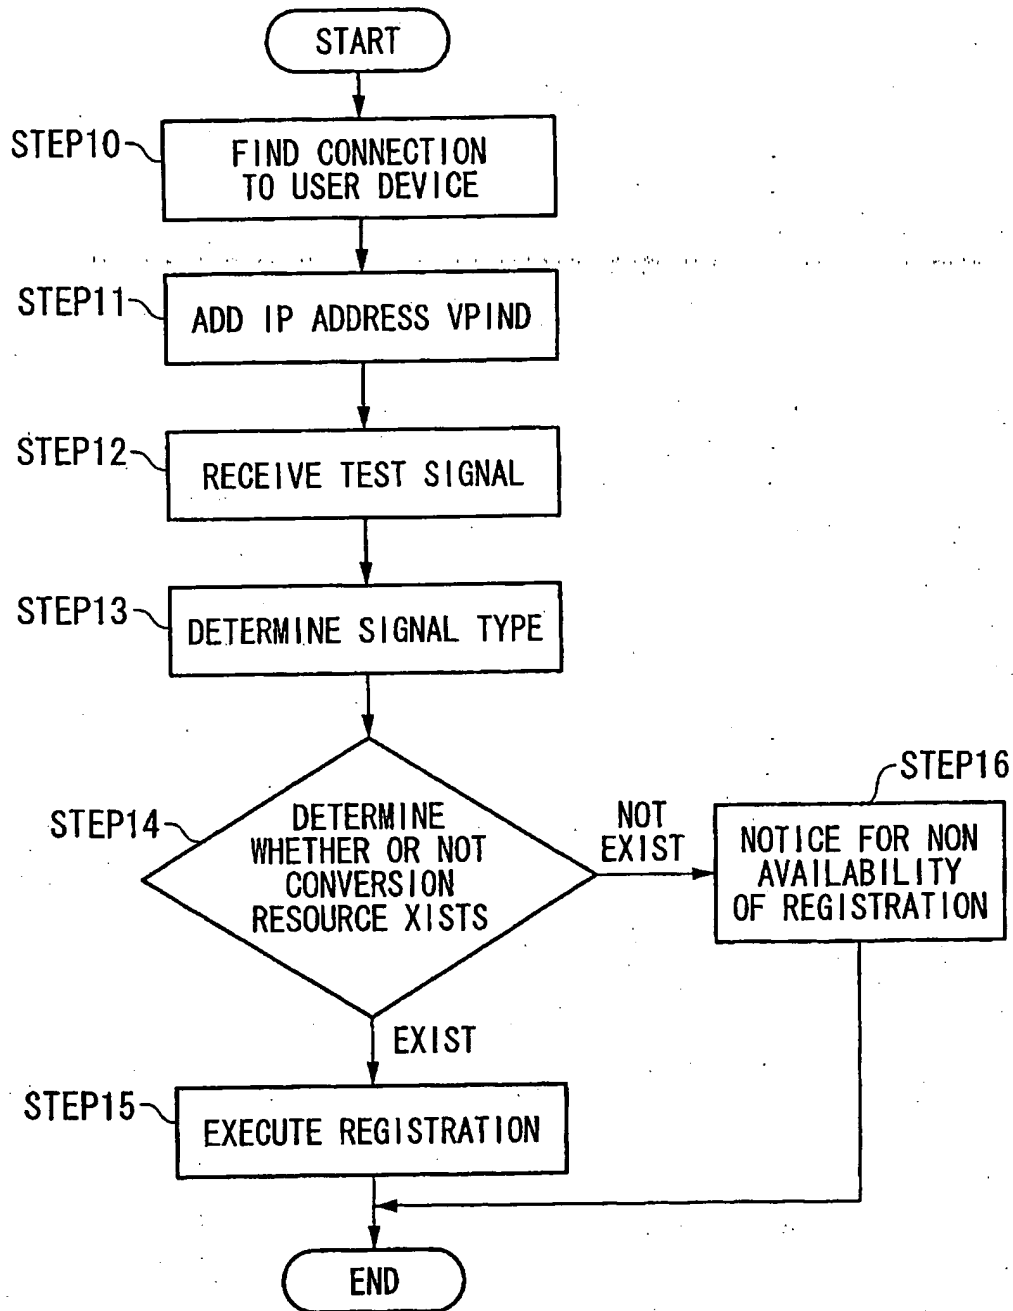 START
STEP10
FIND CONNECTION
TO USER DEVICE
STEP11
ADD IP ADDRESS VPIND
STEP12
RECEIVE TEST SIGNAL
STEP13
DETERMINE SIGNAL TYPE
STEP14
DETERMINE
WHETHER OR NOT
CONVERSION
RESOURCE XISTS
NOT
EXIST
STEP16
NOTICE FOR NON
AVAILABILITY
OF REGISTRATION
EXIST
STEP15
EXECUTE REGISTRATION
END